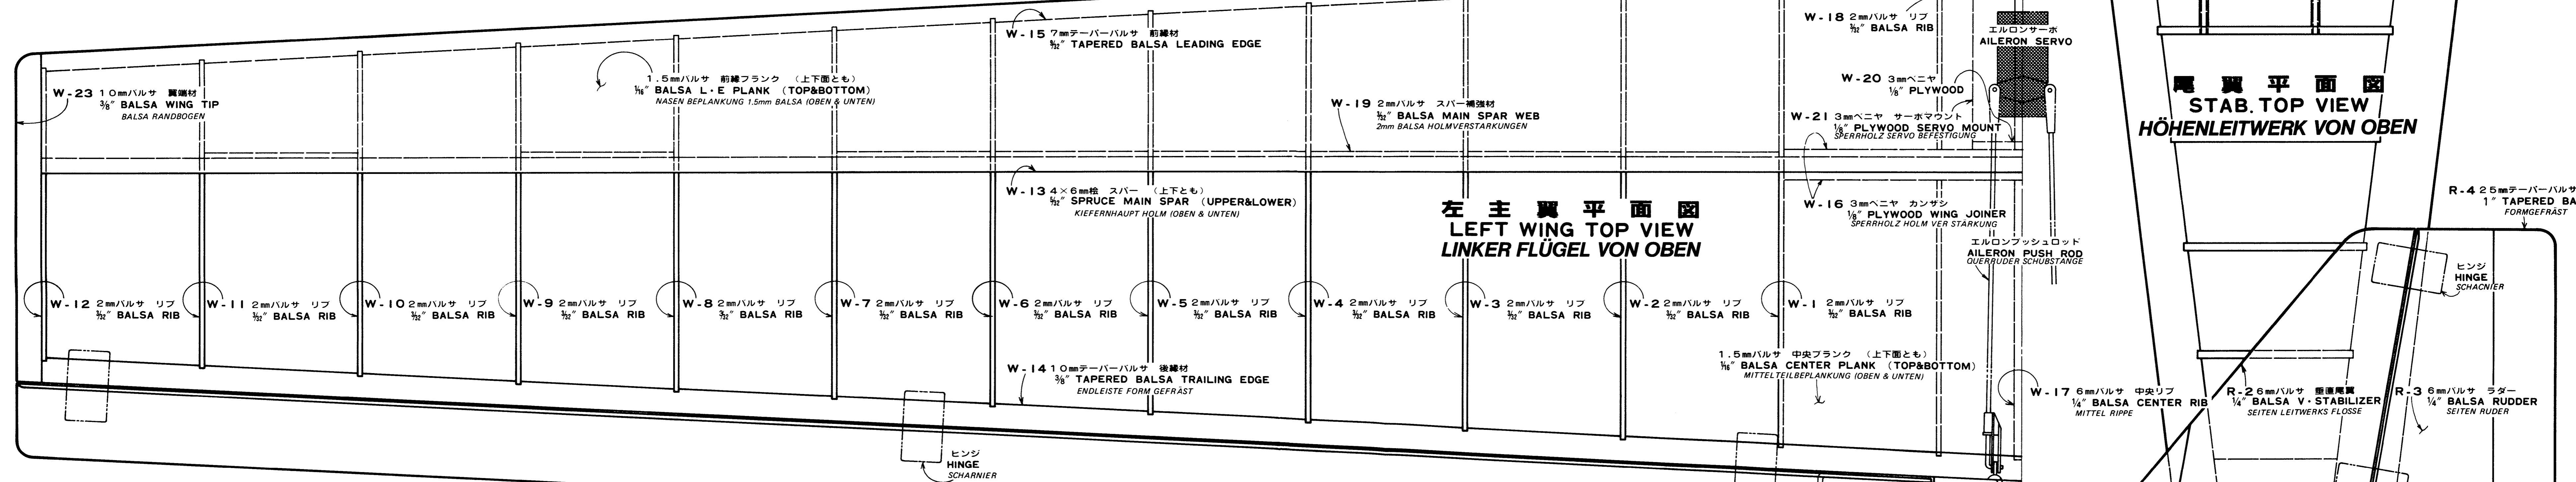 W-15 7mmテーパーバルサ 前縁材
5/32″ TAPERED BALSA LEADING EDGE
W-18 2mmバルサ リブ
3/32″ BALSA RIB
エルロンサーボ
AILERON SERVO
W-23 10mmバルサ 翼端材
3/8″ BALSA WING TIP
BALSA RANDBOGEN
1.5mmバルサ 前縁プランク (上下面とも)
1/16″ BALSA L・E PLANK (TOP&BOTTOM)
NASEN BEPLANKUNG 1.5mm BALSA (OBEN & UNTEN)
W-20 3mmベニヤ
1/8″ PLYWOOD
W-19 2mmバルサ スパー補強材
3/32″ BALSA MAIN SPAR WEB
2mm BALSA HOLMVERSTARKUNGEN
W-21 3mmベニヤ サーボマウント
1/8″ PLYWOOD SERVO MOUNT
SPERRHOLZ SERVO BEFESTIGUNG
尾翼平面図
STAB. TOP VIEW
HÖHENLEITWERK VON OBEN
W-13 4×6mm桧 スパー (上下とも)
5/32″ SPRUCE MAIN SPAR (UPPER&LOWER)
KIEFERNHAUPT HOLM (OBEN & UNTEN)
左主翼平面図
LEFT WING TOP VIEW
LINKER FLÜGEL VON OBEN
W-16 3mmベニヤ カンザシ
1/8″ PLYWOOD WING JOINER
SPERRHOLZ HOLM VER STÄRKUNG
R-4 25mmテーパーバルサ
1″ TAPERED BA
FORMGEFRÄST
エルロンプッシュロッド
AILERON PUSH ROD
QUERRUDER SCHUBSTANGE
ヒンジ
HINGE
SCHACNIER
W-12 2mmバルサ リブ
3/32″ BALSA RIB
W-11 2mmバルサ リブ
3/32″ BALSA RIB
W-10 2mmバルサ リブ
3/32″ BALSA RIB
W-9 2mmバルサ リブ
3/32″ BALSA RIB
W-8 2mmバルサ リブ
3/32″ BALSA RIB
W-7 2mmバルサ リブ
3/32″ BALSA RIB
W-6 2mmバルサ リブ
3/32″ BALSA RIB
W-5 2mmバルサ リブ
3/32″ BALSA RIB
W-4 2mmバルサ リブ
3/32″ BALSA RIB
W-3 2mmバルサ リブ
3/32″ BALSA RIB
W-2 2mmバルサ リブ
3/32″ BALSA RIB
W-1 2mmバルサ リブ
3/32″ BALSA RIB
W-14 10mmテーパーバルサ 後縁材
3/8″ TAPERED BALSA TRAILING EDGE
ENDLEISTE FORM GEFRÄST
1.5mmバルサ 中央プランク (上下面とも)
1/16″ BALSA CENTER PLANK (TOP&BOTTOM)
MITTELTEILBEPLANKUNG (OBEN & UNTEN)
W-17 6mmバルサ 中央リブ
1/4″ BALSA CENTER RIB
MITTEL RIPPE
R-2 6mmバルサ 垂直尾翼
1/4″ BALSA V・STABILIZER
SEITEN LEITWERKS FLOSSE
R-3 6mmバルサ ラダー
1/4″ BALSA RUDDER
SEITEN RUDER
ヒンジ
HINGE
SCHARNIER